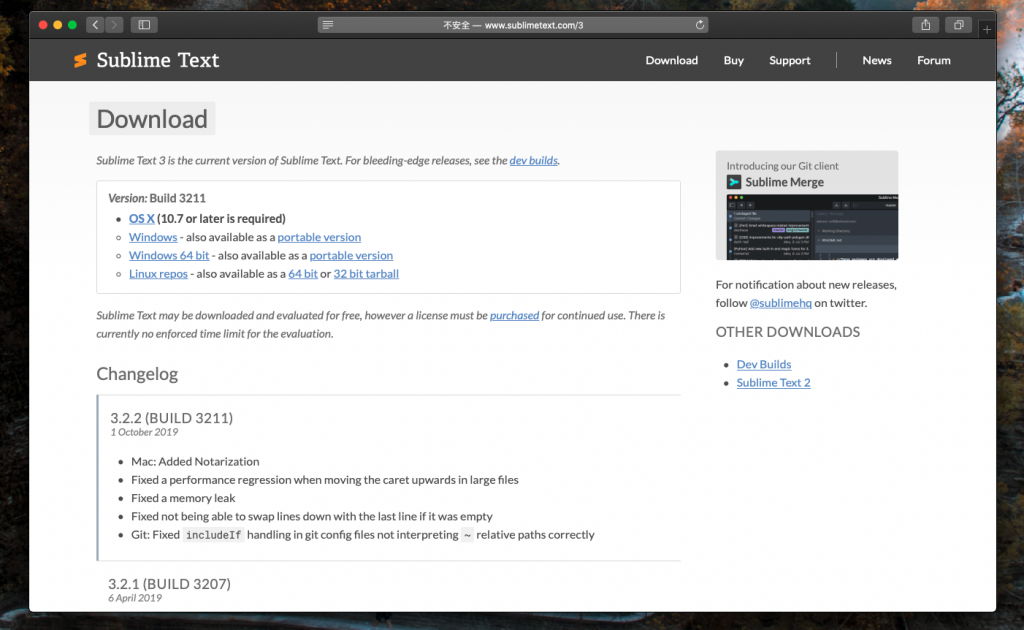 不安全 — www.sublimetext.com/3
Sublime Text
Download
Buy
Support
News
Forum
Download
Sublime Text 3 is the current version of Sublime Text. For bleeding-edge releases, see the dev builds.
Version: Build 3211
OS X (10.7 or later is required)
Windows - also available as a portable version
Windows 64 bit - also available as a portable version
Linux repos - also available as a 64 bit or 32 bit tarball
Sublime Text may be downloaded and evaluated for free, however a license must be purchased for continued use. There is
currently no enforced time limit for the evaluation.
Changelog
3.2.2 (BUILD 3211)
1 October 2019
Mac: Added Notarization
Fixed a performance regression when moving the caret upwards in large files
Fixed a memory leak
Fixed not being able to swap lines down with the last line if it was empty
Git: Fixed includeIf handling in git config files not interpreting ~ relative paths correctly
3.2.1 (BUILD 3207)
6 April 2019
Introducing our Git client
Sublime Merge
For notification about new releases,
follow @sublimehq on twitter.
OTHER DOWNLOADS
Dev Builds
Sublime Text 2